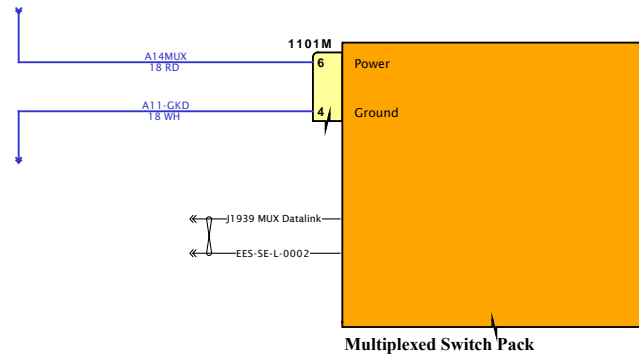 1101M
A14MUX
18 RD
6
Power
A11-GKD
18 WH
4
Ground
J1939 MUX Datalink
EES-SE-L-0002
Multiplexed Switch Pack